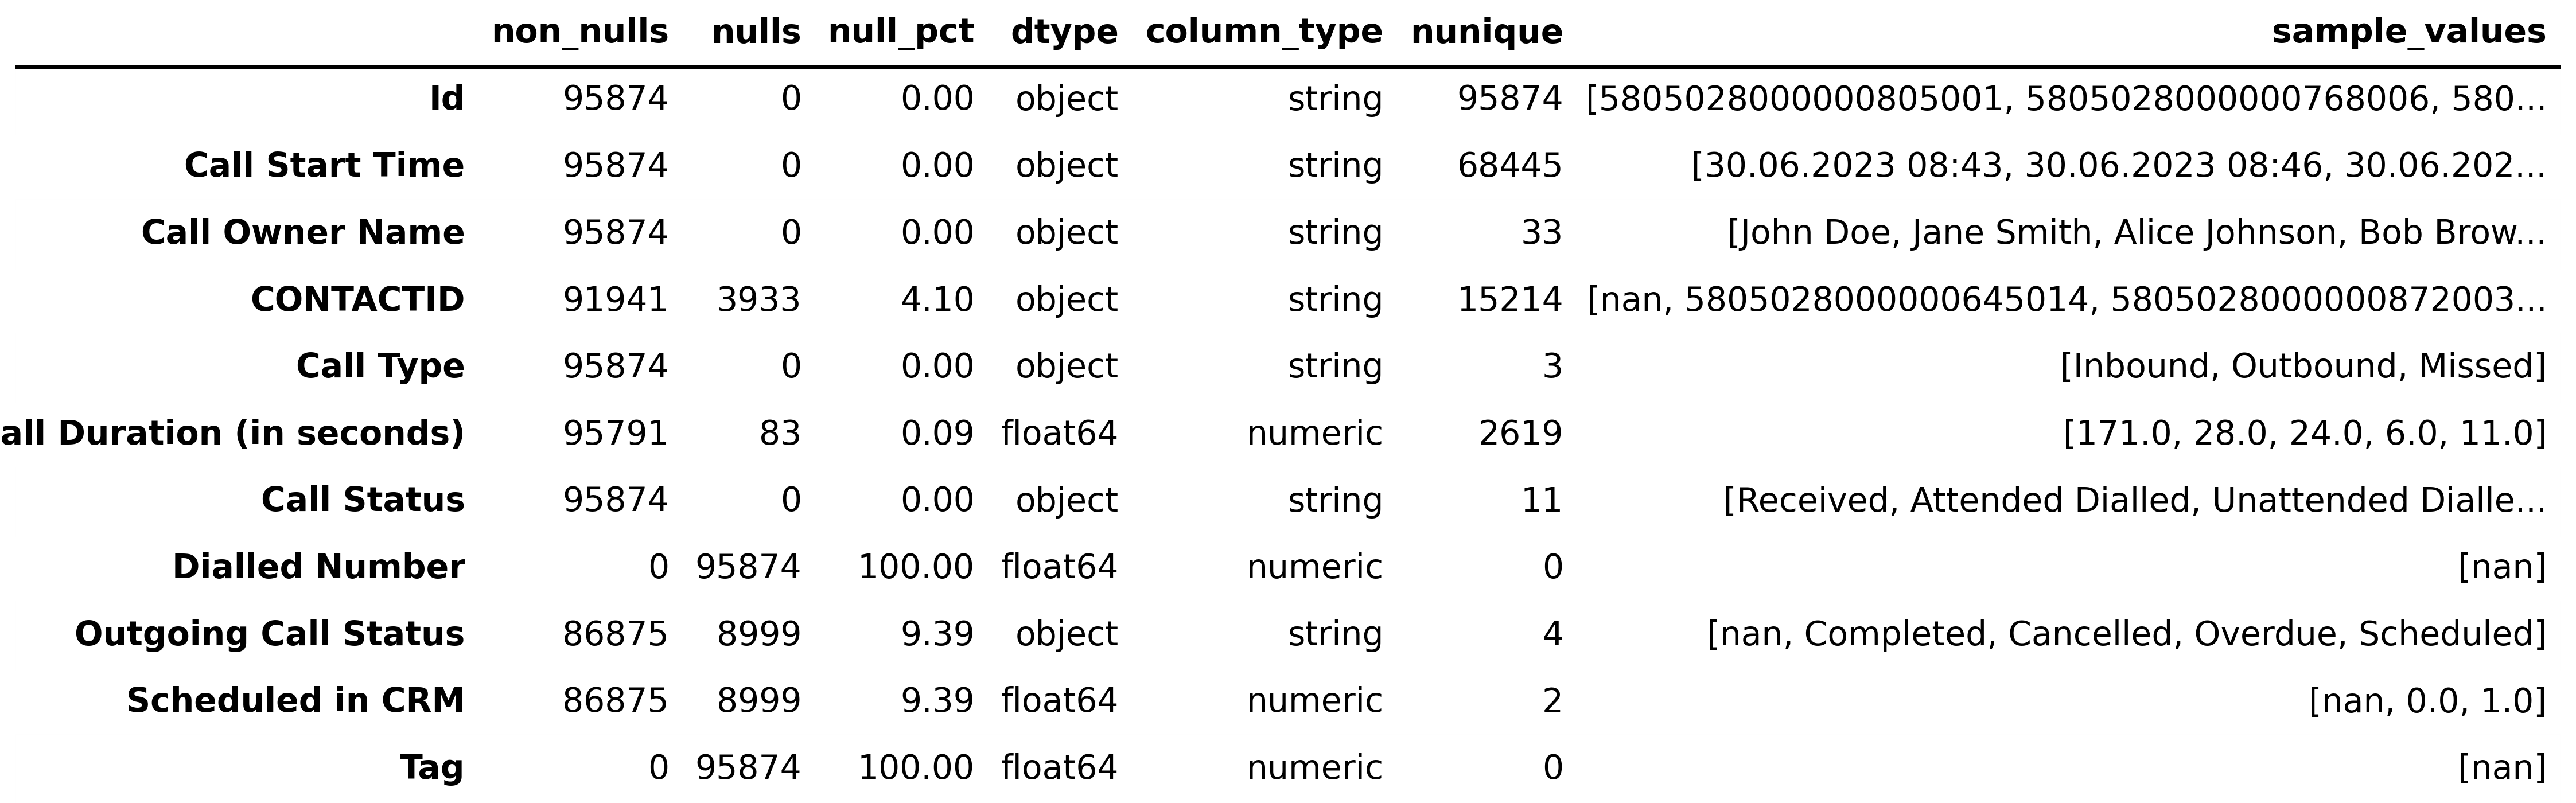 non_nulls nulls null_pct dtype column_type nunique sample_values
Id 95874 0 0.00 object string 95874 [5805028000000805001, 5805028000000768006, 580...
Call Start Time 95874 0 0.00 object string 68445 [30.06.2023 08:43, 30.06.2023 08:46, 30.06.202...
Call Owner Name 95874 0 0.00 object string 33 [John Doe, Jane Smith, Alice Johnson, Bob Brow...
CONTACTID 91941 3933 4.10 object string 15214 [nan, 5805028000000645014, 5805028000000872003...
Call Type 95874 0 0.00 object string 3 [Inbound, Outbound, Missed]
all Duration (in seconds) 95791 83 0.09 float64 numeric 2619 [171.0, 28.0, 24.0, 6.0, 11.0]
Call Status 95874 0 0.00 object string 11 [Received, Attended Dialled, Unattended Dialle...
Dialled Number 0 95874 100.00 float64 numeric 0 [nan]
Outgoing Call Status 86875 8999 9.39 object string 4 [nan, Completed, Cancelled, Overdue, Scheduled]
Scheduled in CRM 86875 8999 9.39 float64 numeric 2 [nan, 0.0, 1.0]
Tag 0 95874 100.00 float64 numeric 0 [nan]